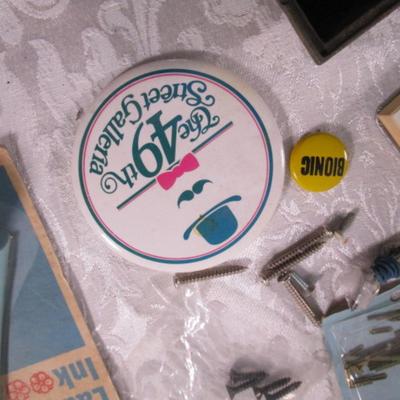 The
49th
Street Galleria
BIONIC
Ink